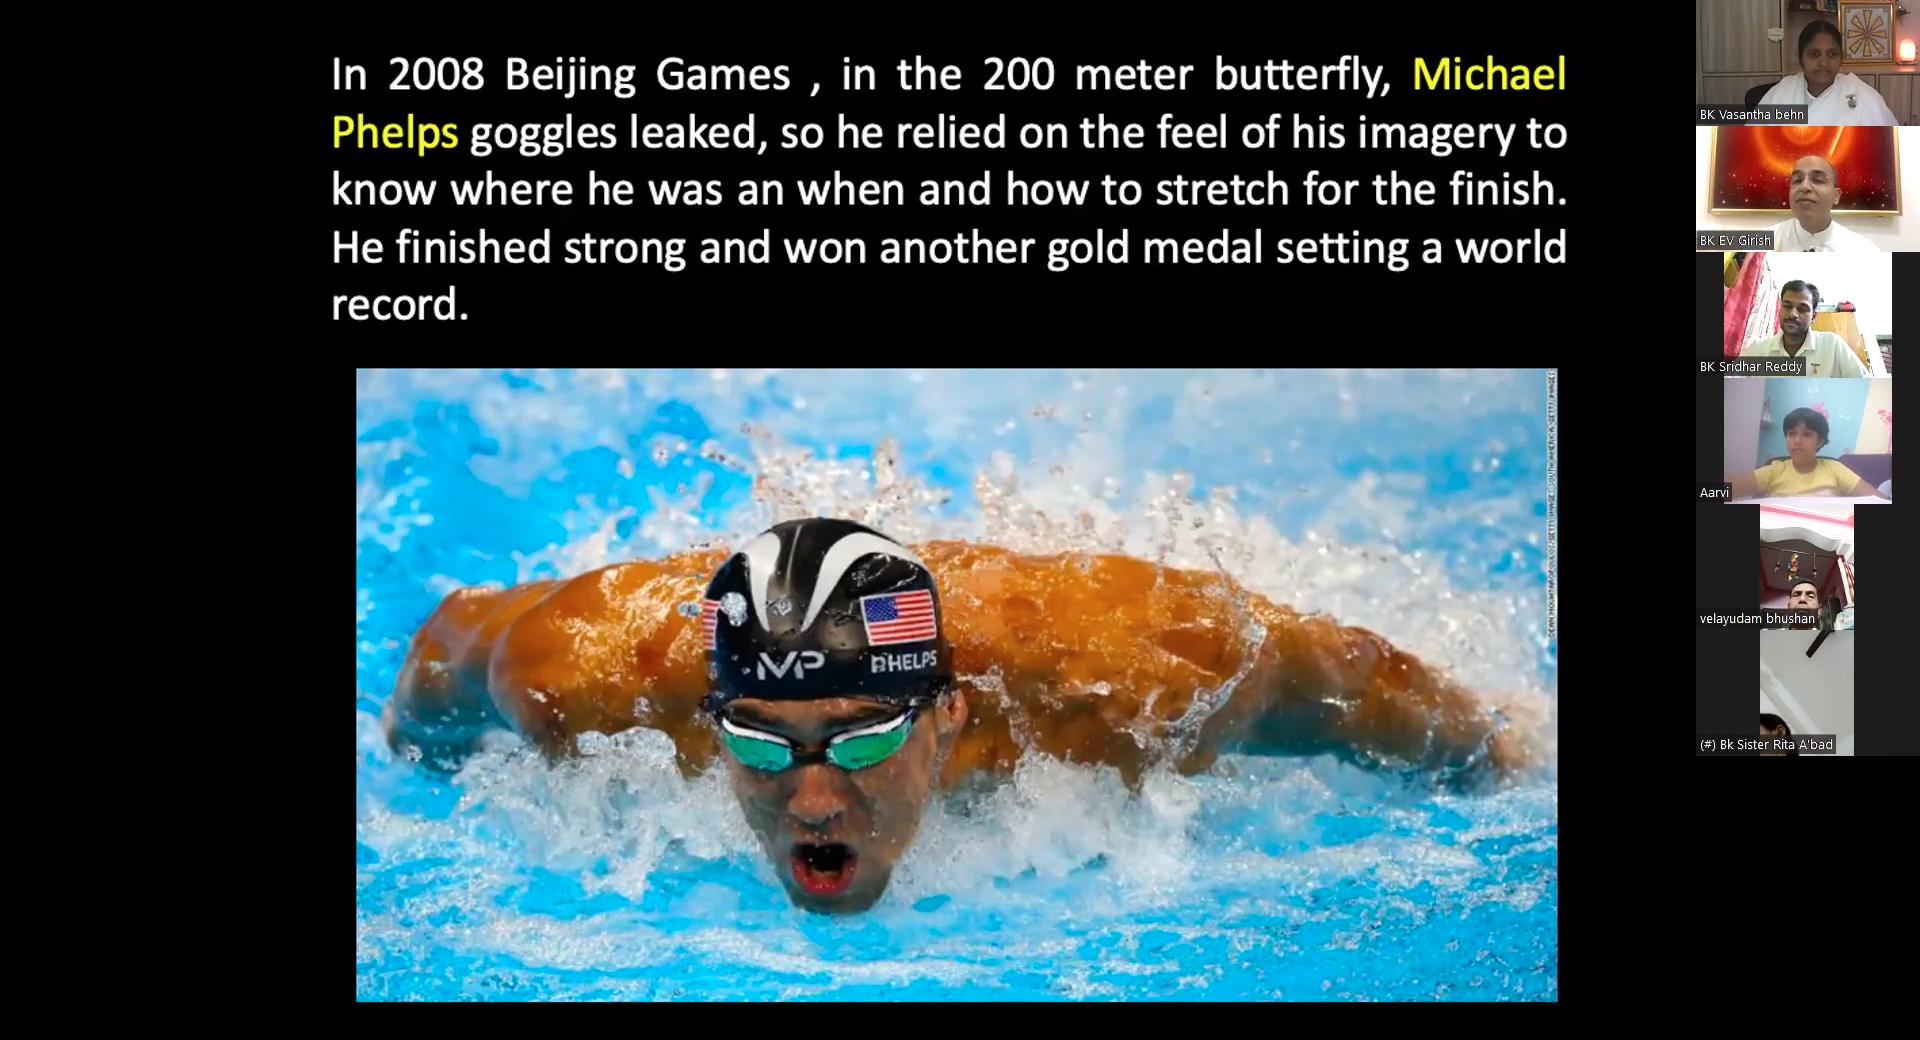 In 2008 Beijing Games , in the 200 meter butterfly, Michael
Phelps goggles leaked, so he relied on the feel of his imagery to
know where he was an when and how to stretch for the finish.
He finished strong and won another gold medal setting a world
record.
MP PHELPS
BK Vasantha behn
BK EV Girish
BK Sridhar Reddy
Aarvi
velayudam bhushan
(#) Bk Sister Rita A'bad